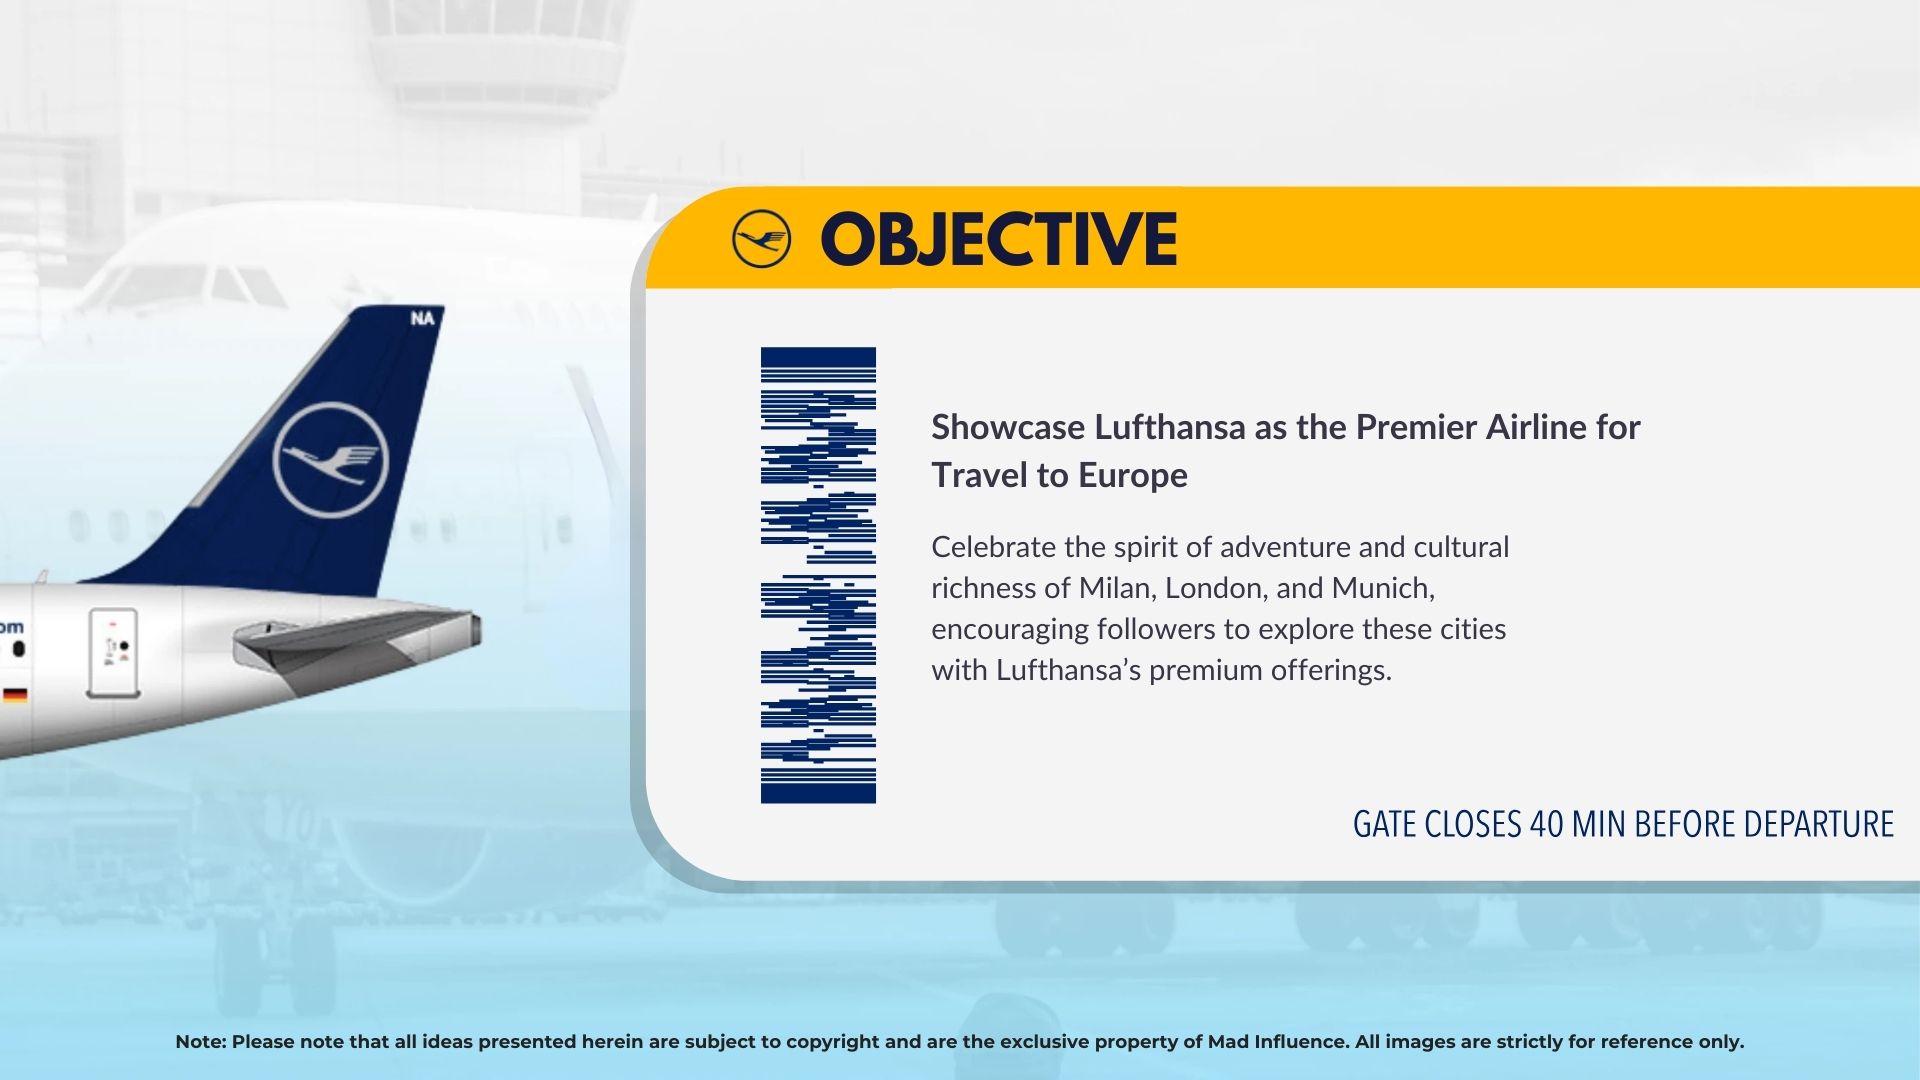 OBJECTIVE
NA
Showcase Lufthansa as the Premier Airline for
Travel to Europe
Celebrate the spirit of adventure and cultural
richness of Milan, London, and Munich,
encouraging followers to explore these cities
with Lufthansa’s premium offerings.
om
GATE CLOSES 40 MIN BEFORE DEPARTURE
Note: Please note that all ideas presented herein are subject to copyright and are the exclusive property of Mad Influence. All images are strictly for reference only.